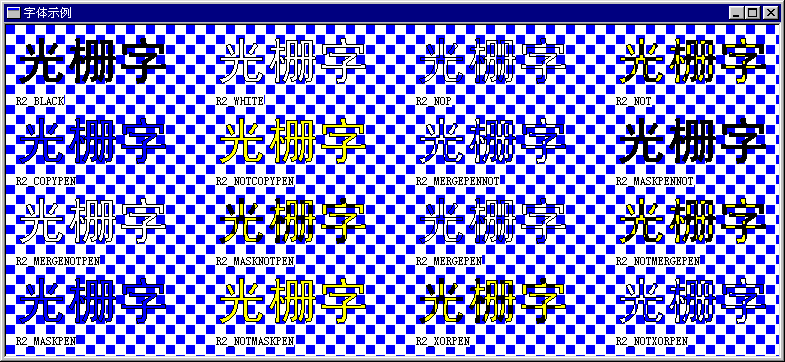 字体示例
光栅字 光栅字 光栅字 光栅字
R2_BLACK R2_WHITE R2_NOP R2_NOT
光栅字 光栅字 光栅字 光栅字
R2_COPYPEN R2_NOTCOPYPEN R2_MERGEPENNOT R2_MASKPENNOT
光栅字 光栅字 光栅字 光栅字
R2_MERGENOTPEN R2_MASKNOTPEN R2_MERGEPEN R2_NOTMERGEPEN
光栅字 光栅字 光栅字 光栅字
R2_MASKPEN R2_NOTMASKPEN R2_XORPEN R2_NOTXORPEN